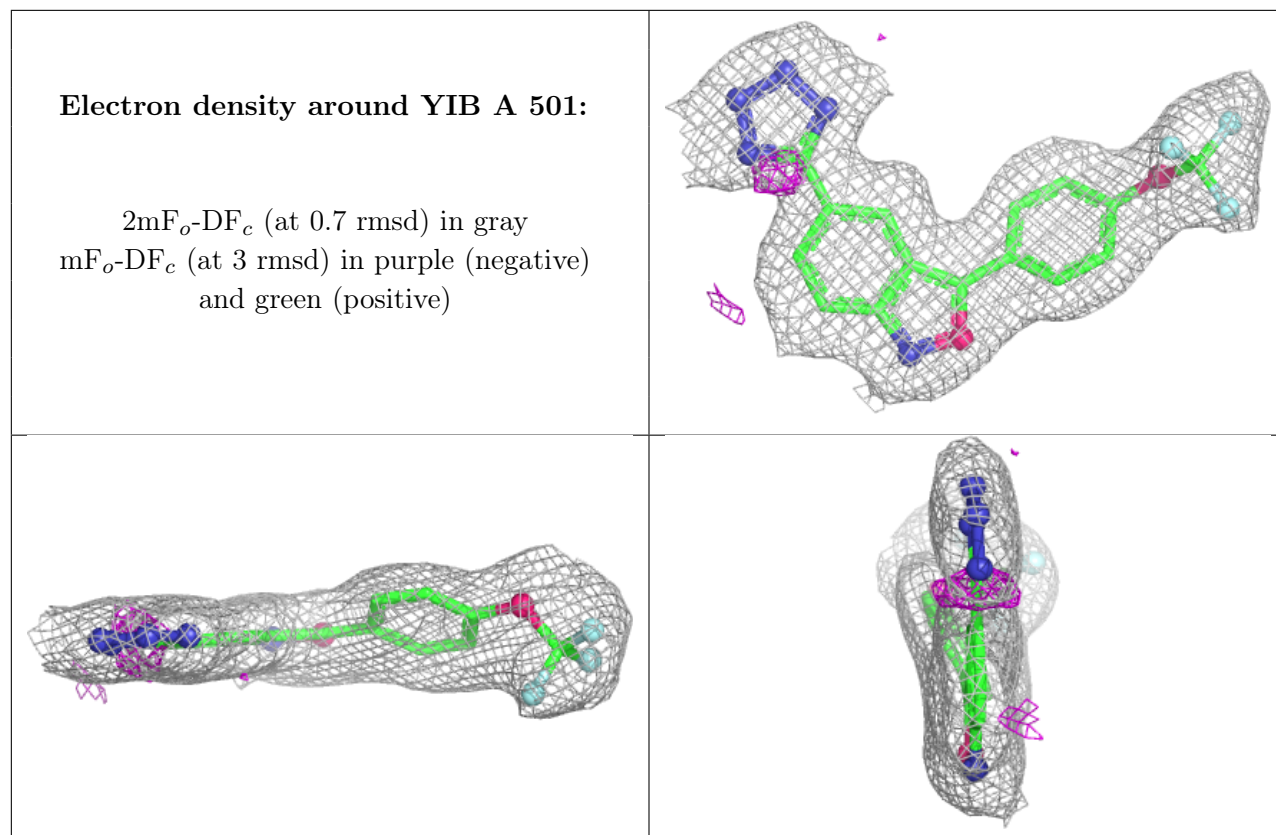 Electron density around YIB A 501:
2mFo-DFc (at 0.7 rmsd) in gray
mFo-DFc (at 3 rmsd) in purple (negative)
and green (positive)